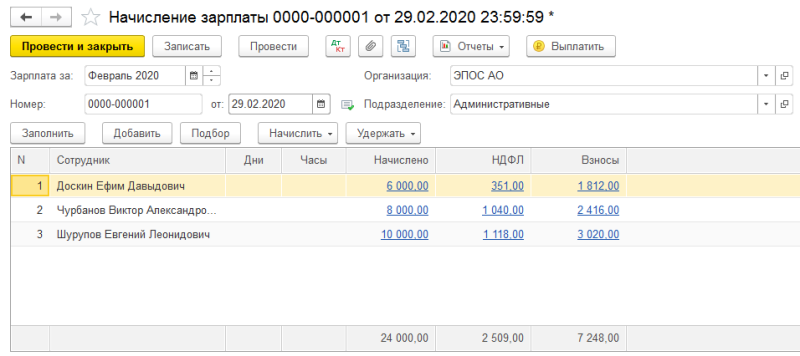 Начисление зарплаты 0000-000001 от 29.02.2020 23:59:59 *
Провести и закрыть Записать Провести Дт Кт Отчеты Выплатить
Зарплата за: Февраль 2020 Организация: ЭПОС АО
Номер: 0000-000001 от: 29.02.2020 Подразделение: Административные
Заполнить Добавить Подбор Начислить Удержать
N Сотрудник Дни Часы Начислено НДФЛ Взносы
1 Доскин Ефим Давыдович 6 000,00 351,00 1 812,00
2 Чурбанов Виктор Александро... 8 000,00 1 040,00 2 416,00
3 Шурупов Евгений Леонидович 10 000,00 1 118,00 3 020,00
24 000,00 2 509,00 7 248,00